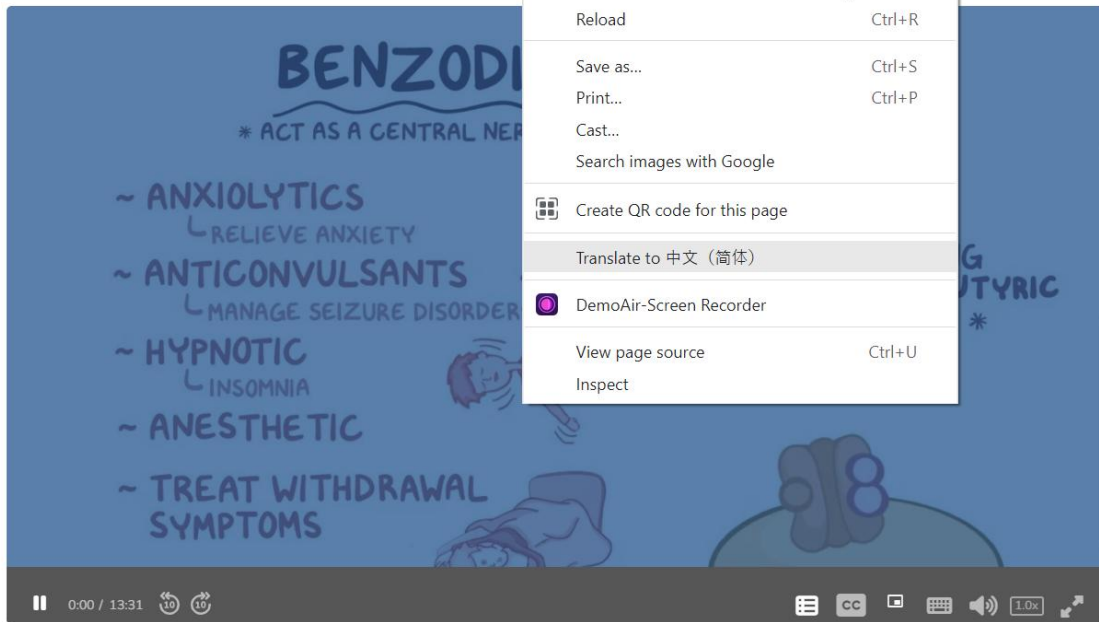 Reload Ctrl+R
Save as... Ctrl+S
Print... Ctrl+P
Cast...
Search images with Google
Create QR code for this page
Translate to 中文（简体）
DemoAir-Screen Recorder
View page source Ctrl+U
Inspect
BENZODI
* ACT AS A CENTRAL NER
~ ANXIOLYTICS
RELIEVE ANXIETY
~ ANTICONVULSANTS
MANAGE SEIZURE DISORDER
~ HYPNOTIC
INSOMNIA
~ ANESTHETIC
~ TREAT WITHDRAWAL
SYMPTOMS
G
UTYRIC
*
0:00 / 13:31 10 10 CC 1.0x